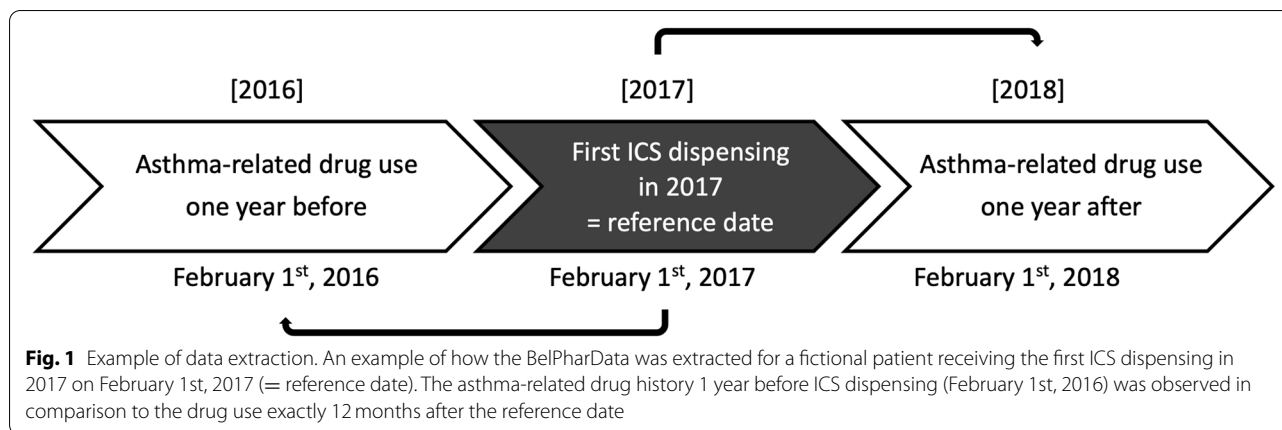 [2016] [2017] [2018]
Asthma-related drug use
one year before
First ICS dispensing
in 2017
= reference date
Asthma-related drug use
one year after
February 1st, 2016 February 1st, 2017 February 1st, 2018
Fig. 1 Example of data extraction. An example of how the BelPharData was extracted for a fictional patient receiving the first ICS dispensing in
2017 on February 1st, 2017 (= reference date). The asthma-related drug history 1 year before ICS dispensing (February 1st, 2016) was observed in
comparison to the drug use exactly 12 months after the reference date